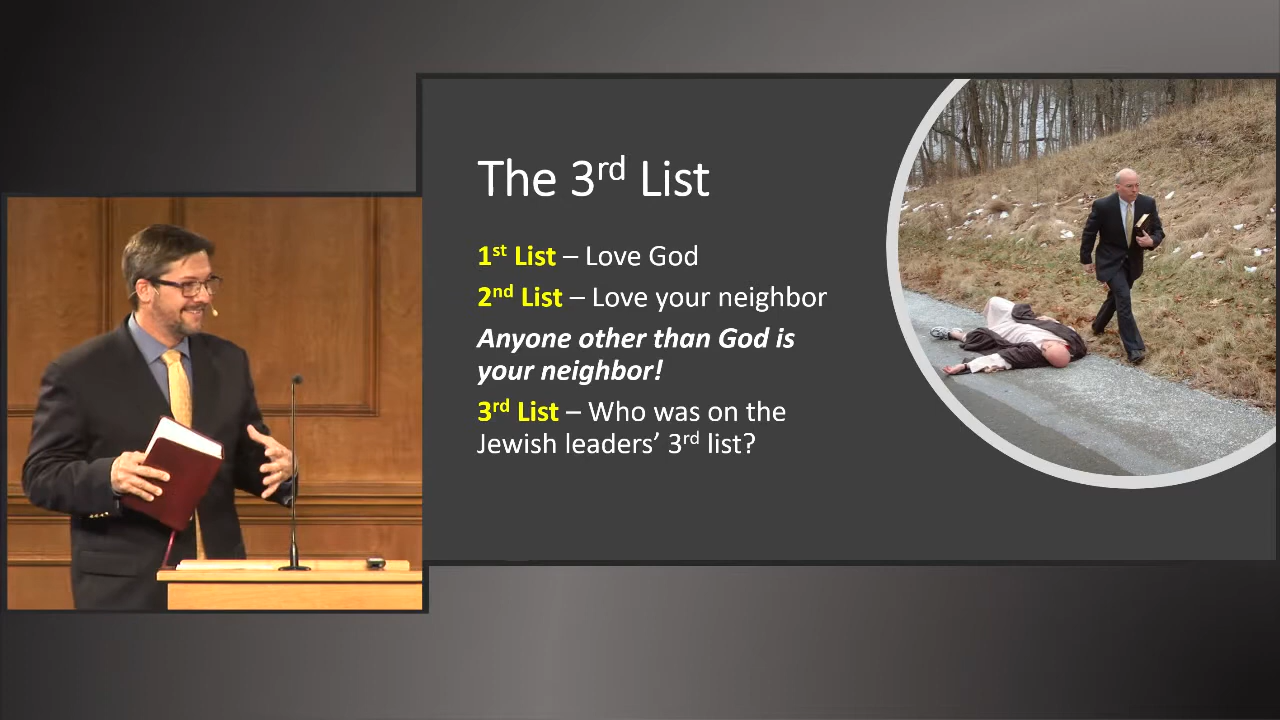 The 3rd List
1st List – Love God
2nd List – Love your neighbor
Anyone other than God is
your neighbor!
3rd List – Who was on the
Jewish leaders’ 3rd list?